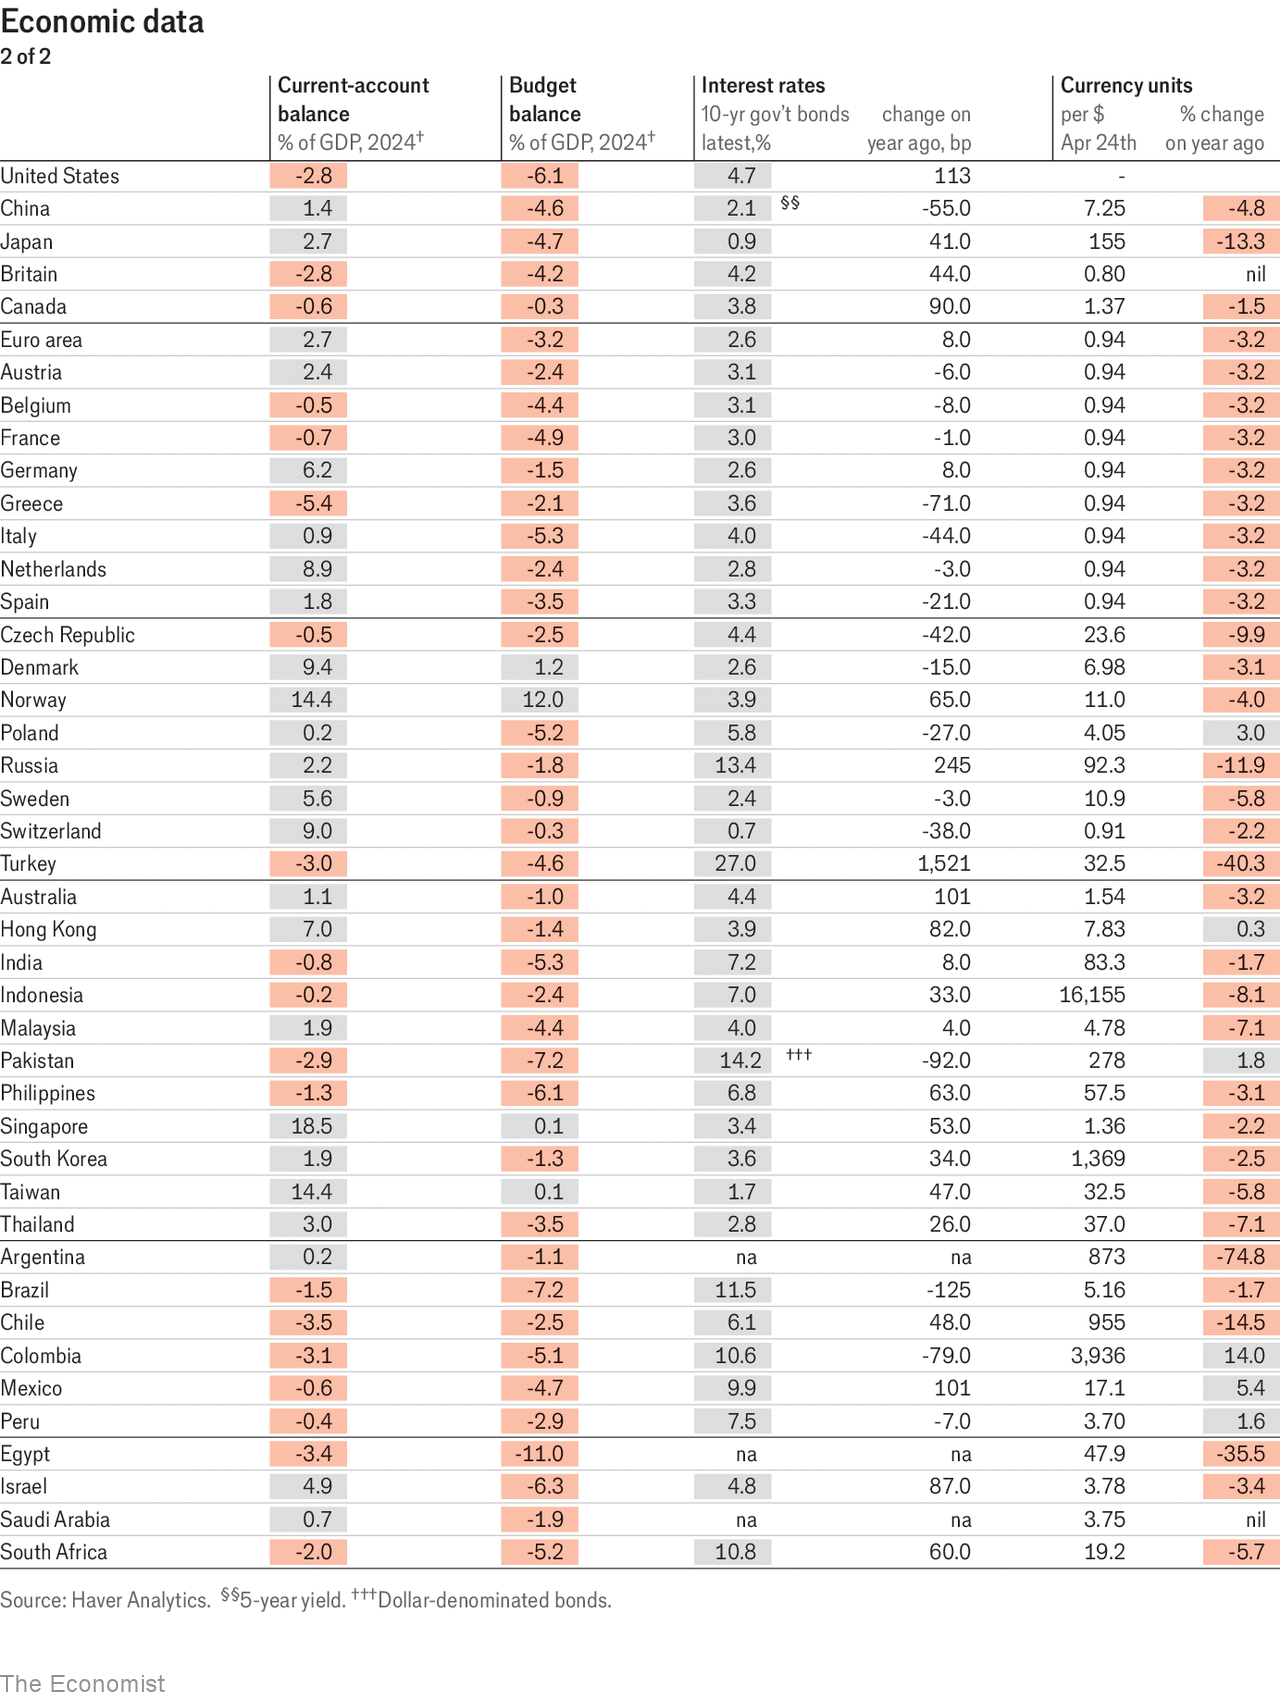 Economic data
2 of 2
Current-account Budget Interest rates Currency units
balance balance 10-yr gov't bonds change on per $ % change
% of GDP, 2024† % of GDP, 2024† latest,% year ago, bp Apr 24th on year ago
United States -2.8 -6.1 4.7 113 -
China 1.4 -4.6 2.1 §§ -55.0 7.25 -4.8
Japan 2.7 -4.7 0.9 41.0 155 -13.3
Britain -2.8 -4.2 4.2 44.0 0.80 nil
Canada -0.6 -0.3 3.8 90.0 1.37 -1.5
Euro area 2.7 -3.2 2.6 8.0 0.94 -3.2
Austria 2.4 -2.4 3.1 -6.0 0.94 -3.2
Belgium -0.5 -4.4 3.1 -8.0 0.94 -3.2
France -0.7 -4.9 3.0 -1.0 0.94 -3.2
Germany 6.2 -1.5 2.6 8.0 0.94 -3.2
Greece -5.4 -2.1 3.6 -71.0 0.94 -3.2
Italy 0.9 -5.3 4.0 -44.0 0.94 -3.2
Netherlands 8.9 -2.4 2.8 -3.0 0.94 -3.2
Spain 1.8 -3.5 3.3 -21.0 0.94 -3.2
Czech Republic -0.5 -2.5 4.4 -42.0 23.6 -9.9
Denmark 9.4 1.2 2.6 -15.0 6.98 -3.1
Norway 14.4 12.0 3.9 65.0 11.0 -4.0
Poland 0.2 -5.2 5.8 -27.0 4.05 3.0
Russia 2.2 -1.8 13.4 245 92.3 -11.9
Sweden 5.6 -0.9 2.4 -3.0 10.9 -5.8
Switzerland 9.0 -0.3 0.7 -38.0 0.91 -2.2
Turkey -3.0 -4.6 27.0 1,521 32.5 -40.3
Australia 1.1 -1.0 4.4 101 1.54 -3.2
Hong Kong 7.0 -1.4 3.9 82.0 7.83 0.3
India -0.8 -5.3 7.2 8.0 83.3 -1.7
Indonesia -0.2 -2.4 7.0 33.0 16,155 -8.1
Malaysia 1.9 -4.4 4.0 4.0 4.78 -7.1
Pakistan -2.9 -7.2 14.2 ††† -92.0 278 1.8
Philippines -1.3 -6.1 6.8 63.0 57.5 -3.1
Singapore 18.5 0.1 3.4 53.0 1.36 -2.2
South Korea 1.9 -1.3 3.6 34.0 1,369 -2.5
Taiwan 14.4 0.1 1.7 47.0 32.5 -5.8
Thailand 3.0 -3.5 2.8 26.0 37.0 -7.1
Argentina 0.2 -1.1 na na 873 -74.8
Brazil -1.5 -7.2 11.5 -125 5.16 -1.7
Chile -3.5 -2.5 6.1 48.0 955 -14.5
Colombia -3.1 -5.1 10.6 -79.0 3,936 14.0
Mexico -0.6 -4.7 9.9 101 17.1 5.4
Peru -0.4 -2.9 7.5 -7.0 3.70 1.6
Egypt -3.4 -11.0 na na 47.9 -35.5
Israel 4.9 -6.3 4.8 87.0 3.78 -3.4
Saudi Arabia 0.7 -1.9 na na 3.75 nil
South Africa -2.0 -5.2 10.8 60.0 19.2 -5.7
Source: Haver Analytics. §§5-year yield. †††Dollar-denominated bonds.
The Economist